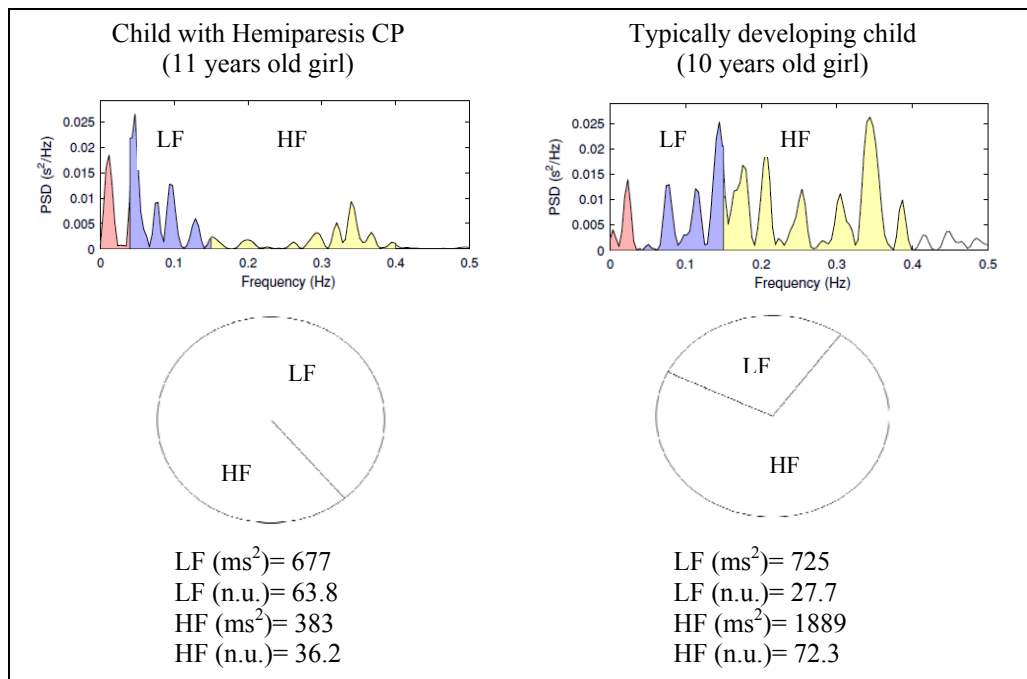 Child with Hemiparesis CP
(11 years old girl)
Typically developing child
(10 years old girl)
PSD (s²/Hz)
0.025
0.02
0.015
0.01
0.005
0
LF
HF
0
0.1
0.2
0.3
0.4
0.5
Frequency (Hz)
PSD (s²/Hz)
0.025
0.02
0.015
0.01
0.005
0
LF
HF
0
0.1
0.2
0.3
0.4
0.5
Frequency (Hz)
LF
HF
LF
HF
LF (ms²)= 677
LF (n.u.)= 63.8
HF (ms²)= 383
HF (n.u.)= 36.2
LF (ms²)= 725
LF (n.u.)= 27.7
HF (ms²)= 1889
HF (n.u.)= 72.3